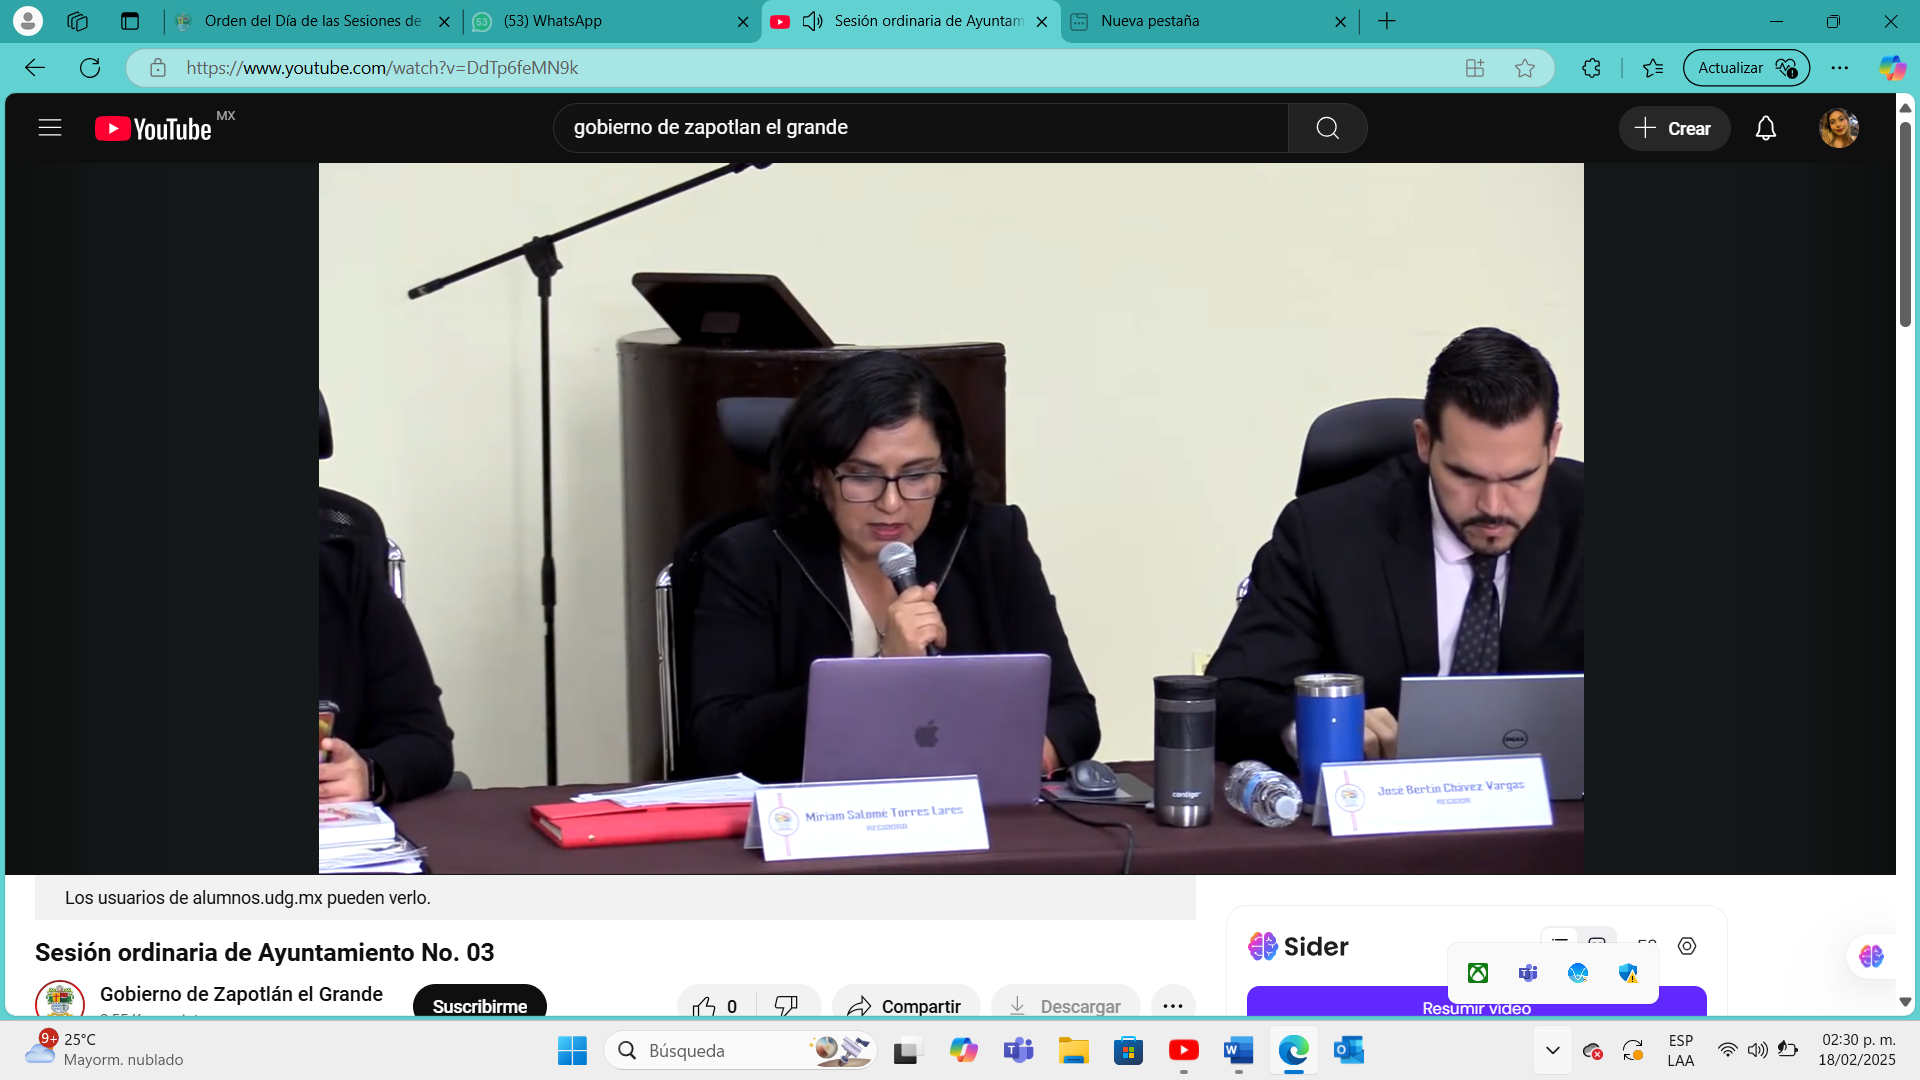 Orden del Día de las Sesiones de
(53) WhatsApp
Sesión ordinaria de Ayuntam
Nueva pestaña
https://www.youtube.com/watch?v=DdTp6feMN9k
Actualizar
YouTube MX
gobierno de zapotlan el grande
Crear
DELL
contigo
Miriam Salomé Torres Lares
REGIDORA
José Bertín Chávez Vargas
REGIDOR
Los usuarios de alumnos.udg.mx pueden verlo.
Sesión ordinaria de Ayuntamiento No. 03
Gobierno de Zapotlán el Grande
Suscribirme
0
Compartir
Descargar
Sider
Resumir video
9+
25°C
Mayorm. nublado
Búsqueda
ESP
LAA
02:30 p. m.
18/02/2025